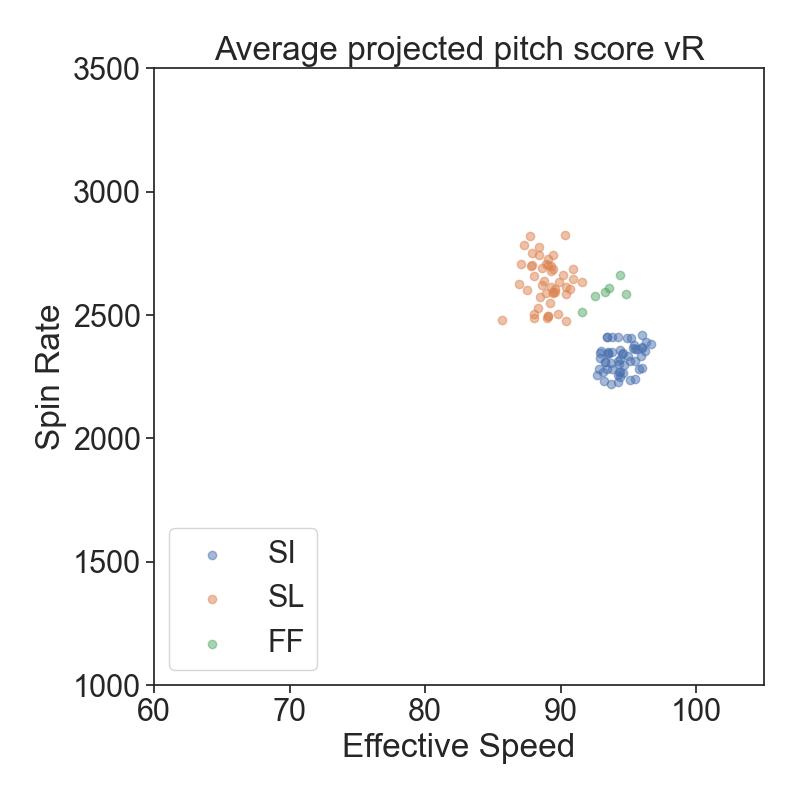 Average projected pitch score vR
3500
3000
2500
2000
1500
1000
Spin Rate
SI
SL
FF
60 70 80 90 100
Effective Speed